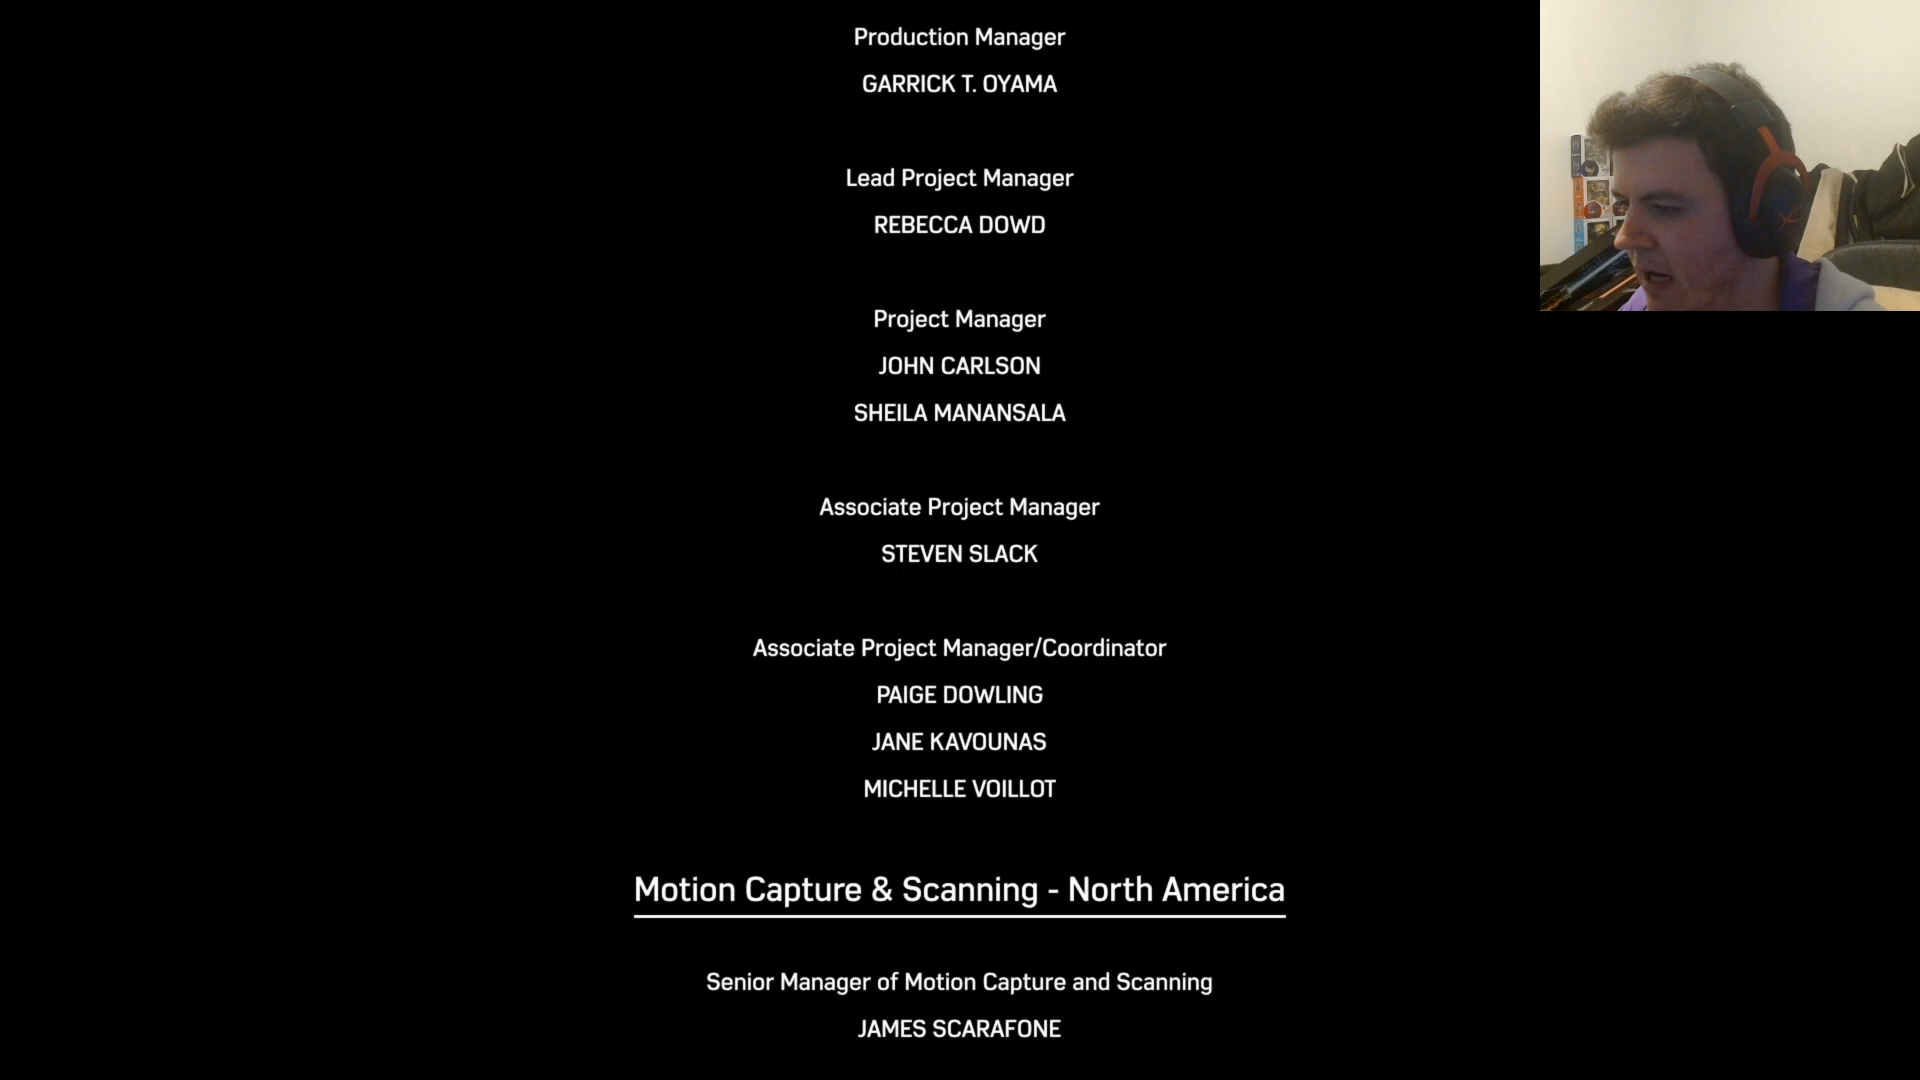 Production Manager
GARRICK T. OYAMA
Lead Project Manager
REBECCA DOWD
Project Manager
JOHN CARLSON
SHEILA MANANSALA
Associate Project Manager
STEVEN SLACK
Associate Project Manager/Coordinator
PAIGE DOWLING
JANE KAVOUNAS
MICHELLE VOILLOT
Motion Capture & Scanning - North America
Senior Manager of Motion Capture and Scanning
JAMES SCARAFONE